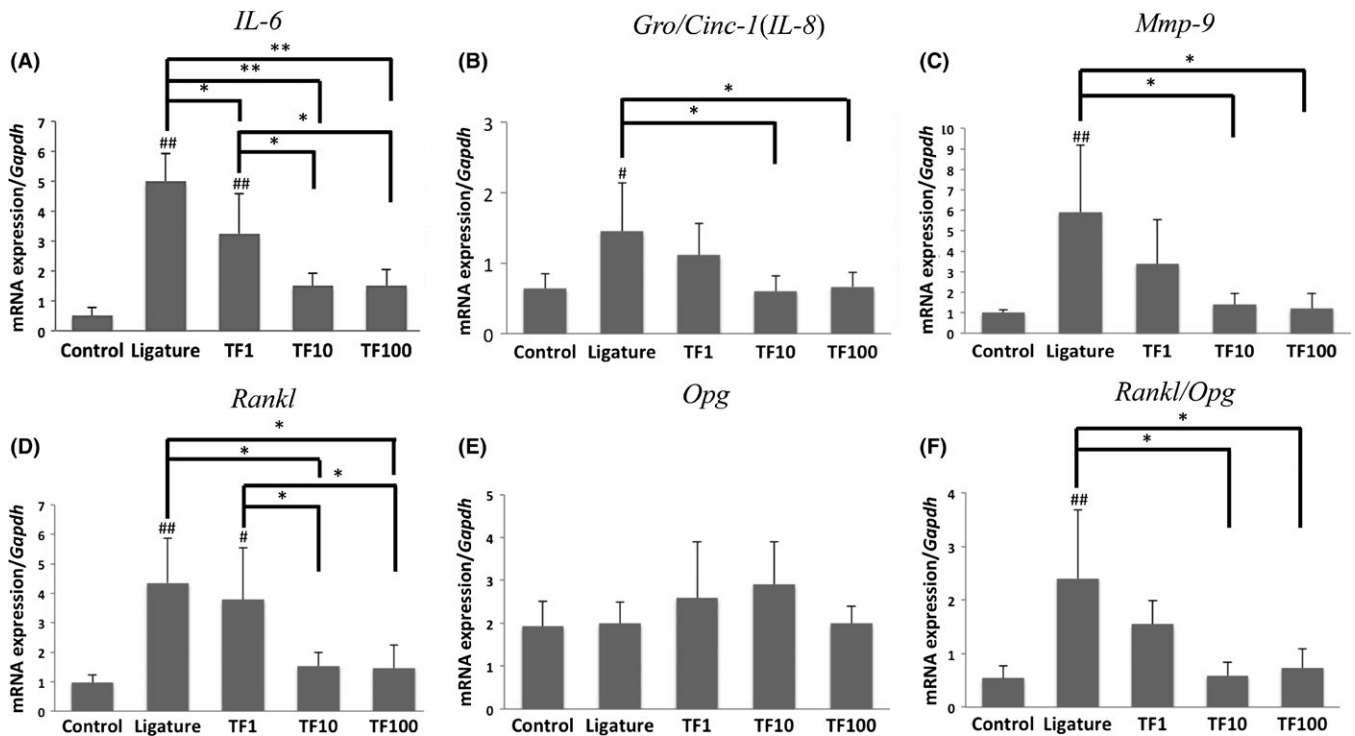 IL-6
(A)
**
**
*
*
*
##
##
mRNA expression/Gapdh
7
6
5
4
3
2
1
0
Control Ligature TF1 TF10 TF100
Gro/Cinc-1(IL-8)
(B)
*
*
#
mRNA expression/Gapdh
3
2
1
0
Control Ligature TF1 TF10 TF100
Mmp-9
(C)
*
*
##
mRNA expression/Gapdh
10
9
8
7
6
5
4
3
2
1
0
Control Ligature TF1 TF10 TF100
Rankl
(D)
*
*
*
*
##
#
mRNA expression/Gapdh
7
6
5
4
3
2
1
0
Control Ligature TF1 TF10 TF100
Opg
(E)
mRNA expression/Gapdh
5
4
3
2
1
0
Control Ligature TF1 TF10 TF100
Rankl/Opg
(F)
*
*
##
mRNA expression/Gapdh
4
3
2
1
0
Control Ligature TF1 TF10 TF100